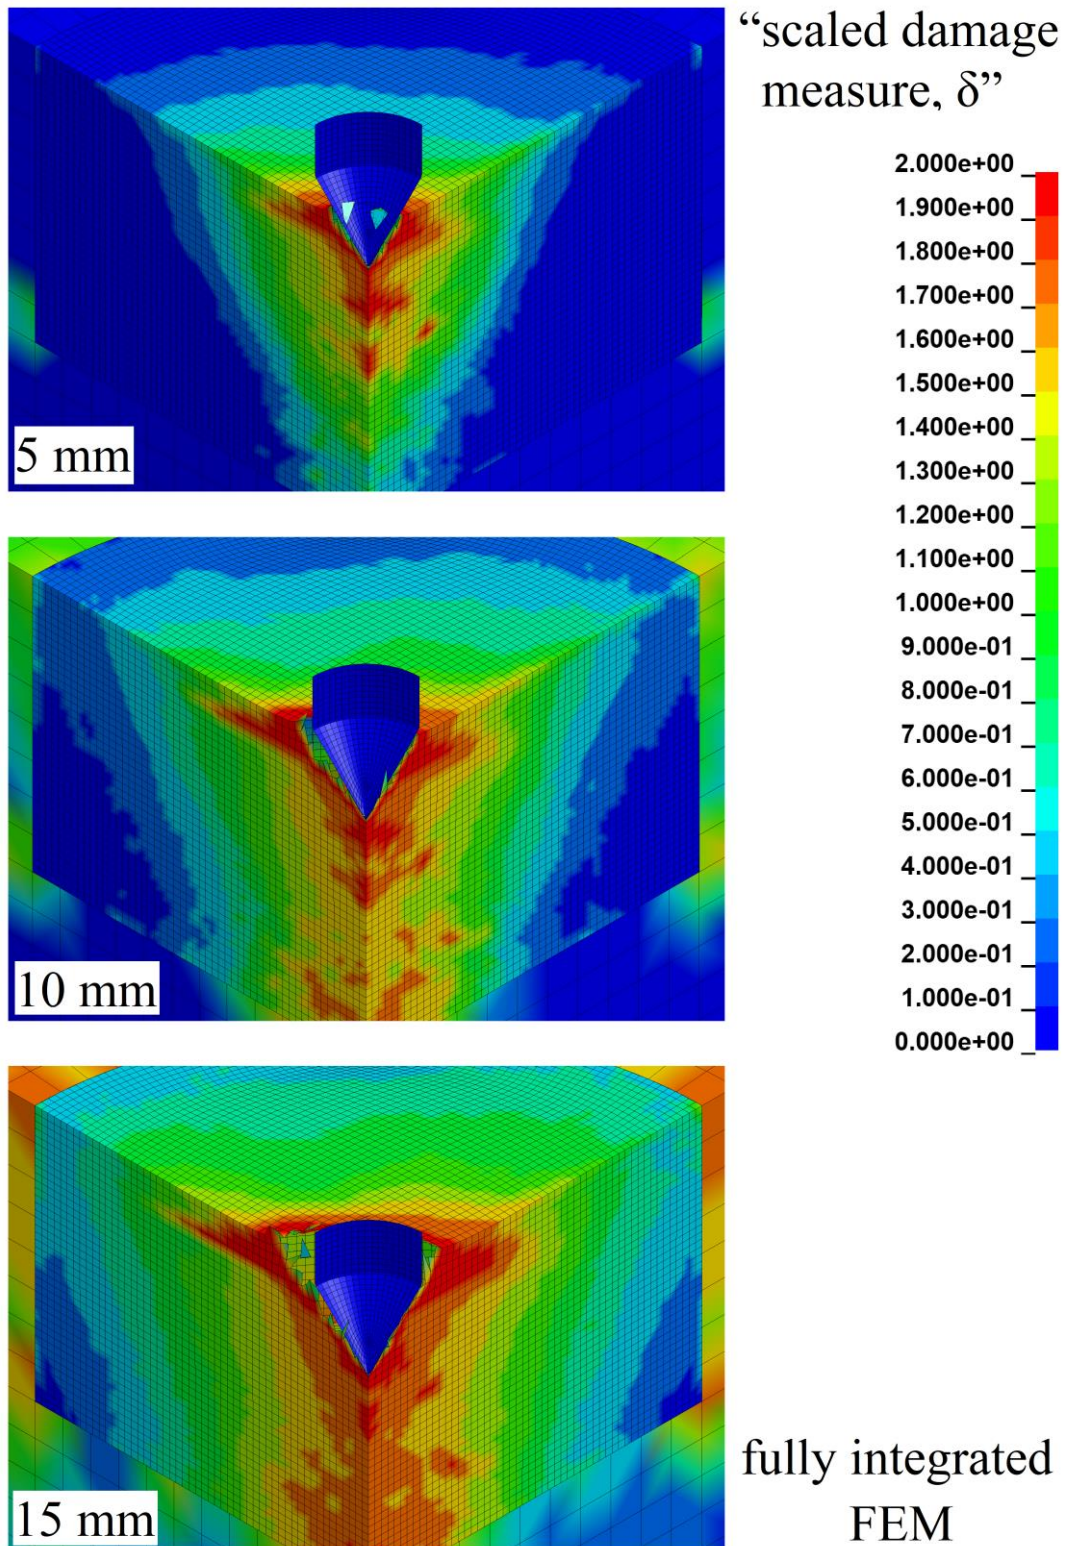 “scaled damage
measure, δ”
2.000e+00
1.900e+00
1.800e+00
1.700e+00
1.600e+00
1.500e+00
1.400e+00
1.300e+00
1.200e+00
1.100e+00
1.000e+00
9.000e-01
8.000e-01
7.000e-01
6.000e-01
5.000e-01
4.000e-01
3.000e-01
2.000e-01
1.000e-01
0.000e+00
5 mm
10 mm
15 mm
fully integrated
FEM